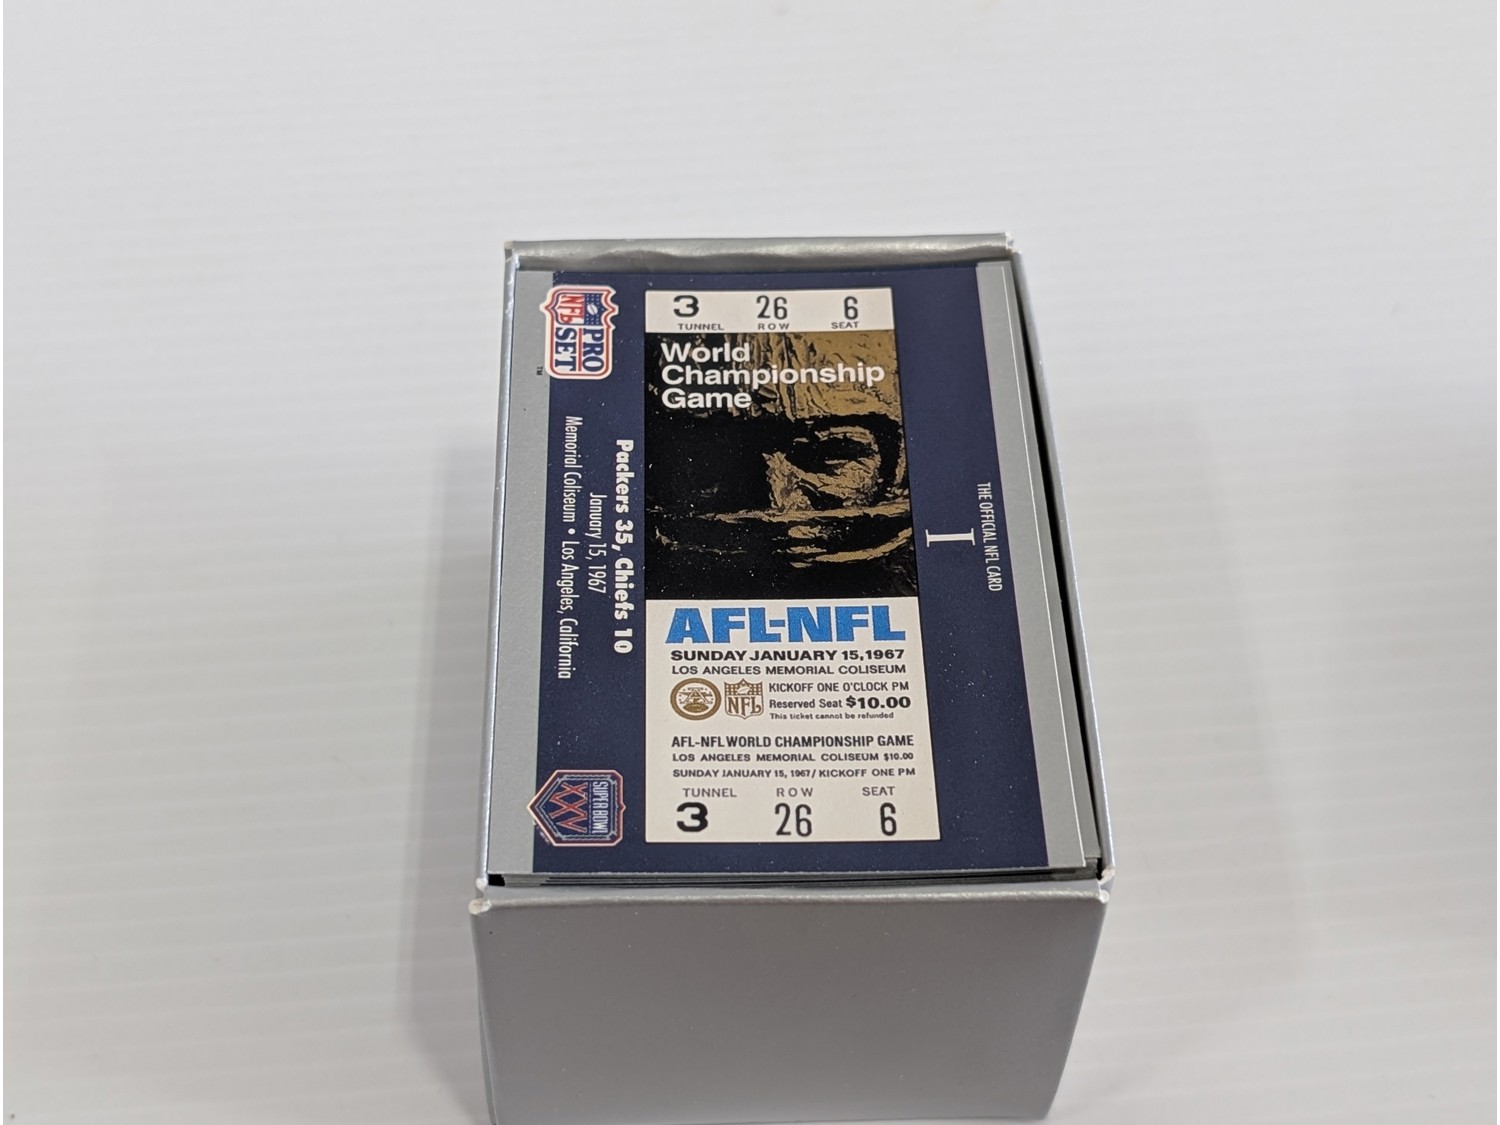 3 26 6
TUNNEL ROW SEAT
World
Championship
Game
AFL-NFL
SUNDAY JANUARY 15, 1967
LOS ANGELES MEMORIAL COLISEUM
KICKOFF ONE O'CLOCK PM
Reserved Seat $10.00
This ticket cannot be refunded
NFL
AFL-NFL WORLD CHAMPIONSHIP GAME
LOS ANGELES MEMORIAL COLISEUM $10.00
SUNDAY JANUARY 15, 1967/ KICKOFF ONE PM
TUNNEL ROW SEAT
3 26 6
THE OFFICIAL NFL CARD
I
PRO
NFL SET
TM
Packers 35, Chiefs 10
January 15, 1967
Memorial Coliseum • Los Angeles, California
SUPER BOWL
XXV